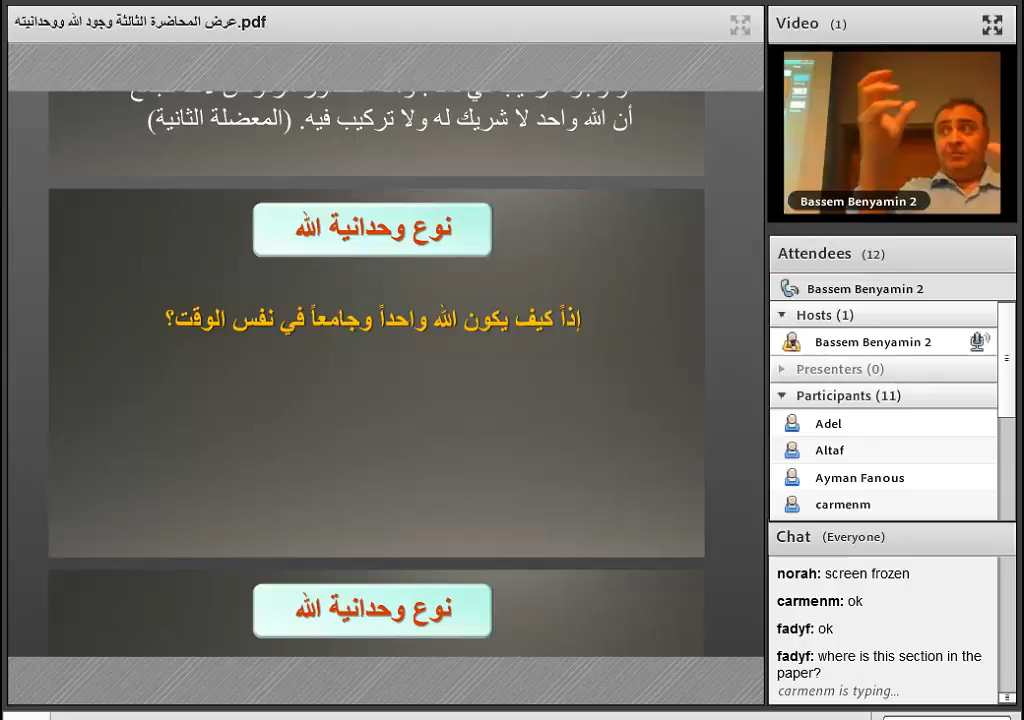 عرض المحاضرة الثالثة وجود الله ووحدانيته.pdf
أن الله واحد لا شريك له ولا تركيب فيه. (المعضلة الثانية)
نوع وحدانية الله
إذاً كيف يكون الله واحداً وجامعاً في نفس الوقت؟
نوع وحدانية الله
Video (1)
Bassem Benyamin 2
Attendees (12)
Bassem Benyamin 2
Hosts (1)
Bassem Benyamin 2
Presenters (0)
Participants (11)
Adel
Altaf
Ayman Fanous
carmenm
Chat (Everyone)
norah: screen frozen
carmenm: ok
fadyf: ok
fadyf: where is this section in the
paper?
carmenm is typing...